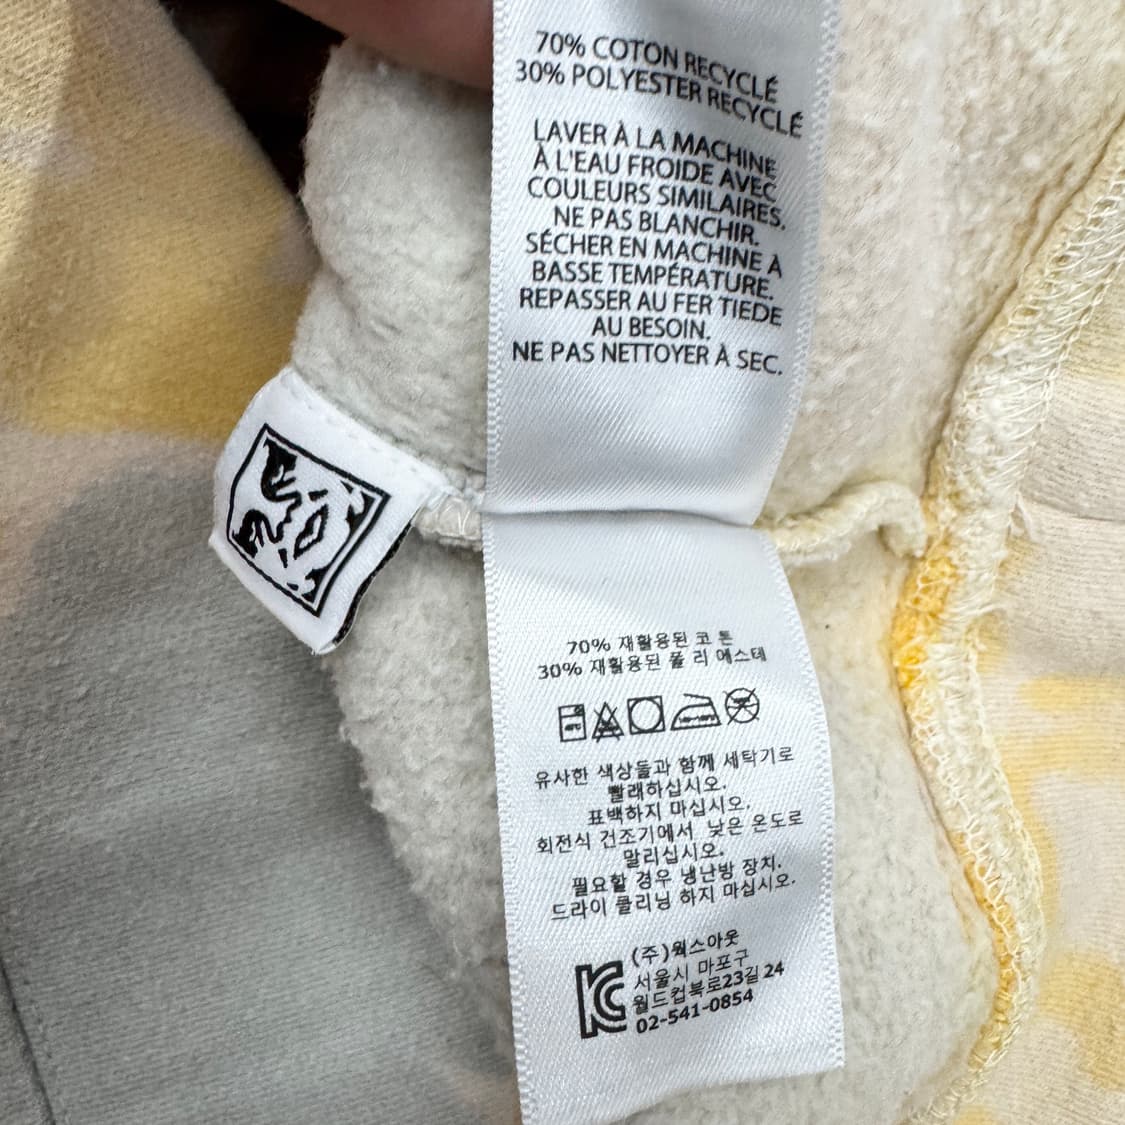 70% COTON RECYCLÉ
30% POLYESTER RECYCLÉ
LAVER À LA MACHINE
À L'EAU FROIDE AVEC
COULEURS SIMILAIRES.
NE PAS BLANCHIR.
SÉCHER EN MACHINE À
BASSE TEMPÉRATURE.
REPASSER AU FER TIEDE
AU BESOIN.
NE PAS NETTOYER À SEC.
70% 재활용된 코 튼
30% 재활용된 폴 리 에스테
유사한 색상들과 함께 세탁기로
빨래하십시오.
표백하지 마십시오.
회전식 건조기에서 낮은 온도로
말리십시오.
필요할 경우 냉난방 장치.
드라이 클리닝 하지 마십시오.
(주)웍스아웃
서울시 마포구
월드컵북로23길 24
02-541-0854